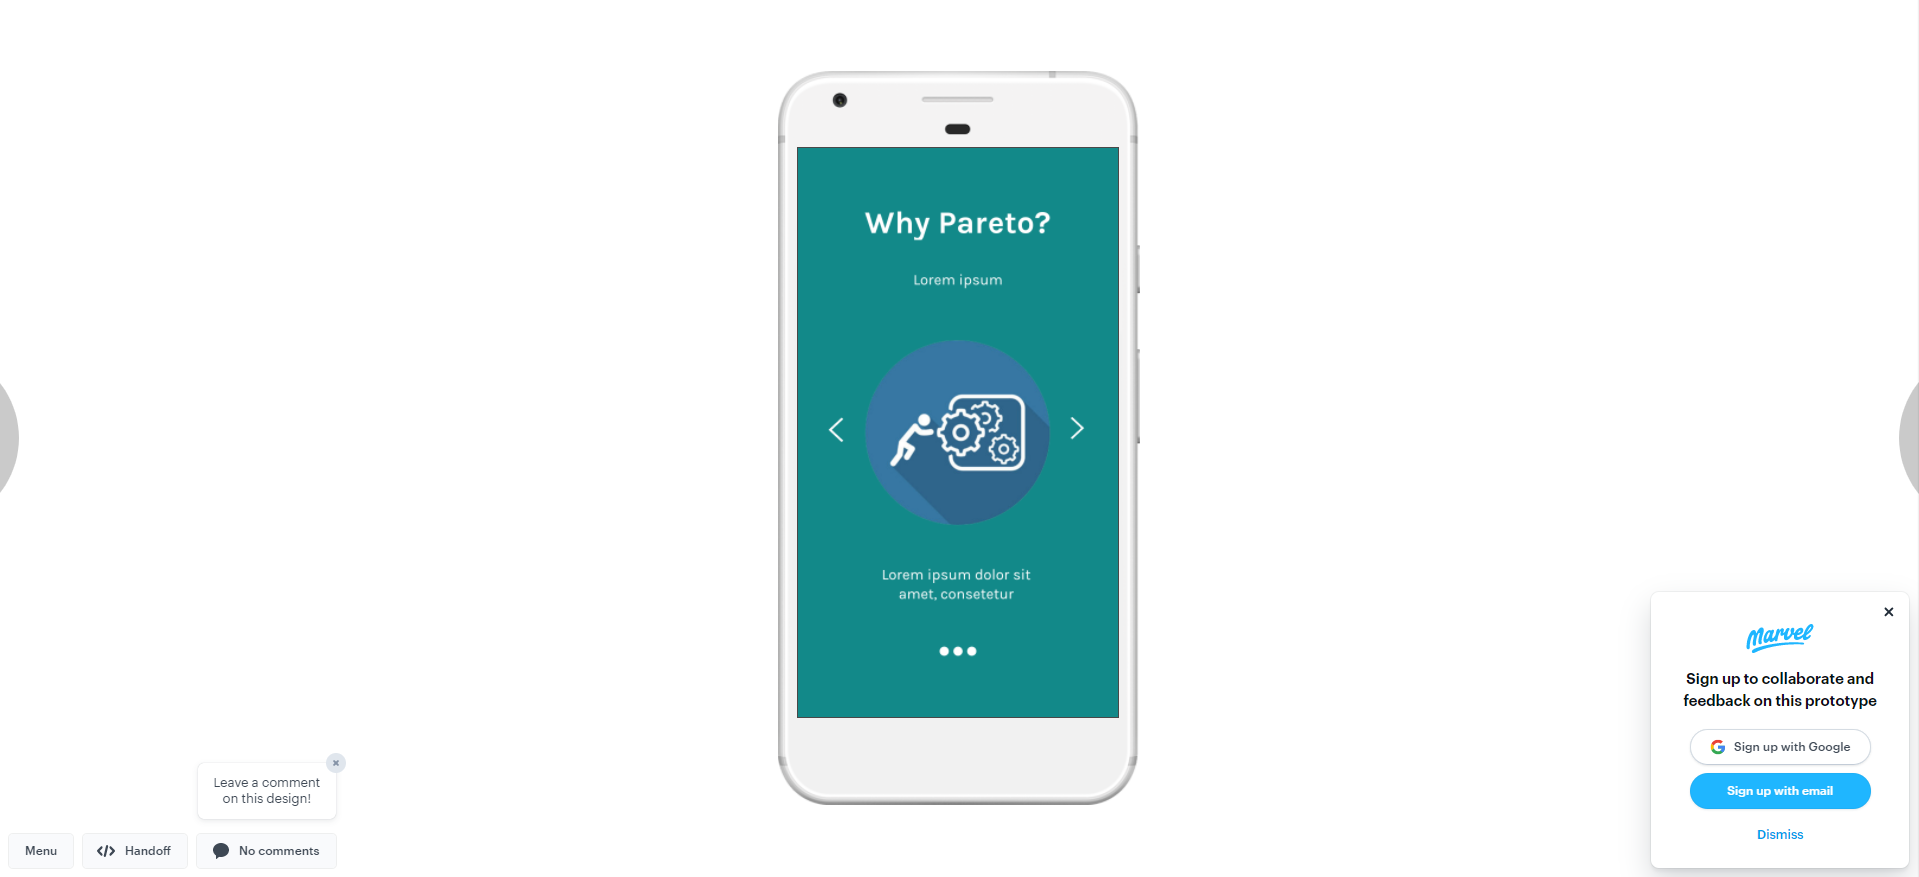 Why Pareto?
Lorem ipsum
Lorem ipsum dolor sit
amet, consetetur
Leave a comment
on this design!
Menu
Handoff
No comments
Marvel
Sign up to collaborate and
feedback on this prototype
Sign up with Google
Sign up with email
Dismiss